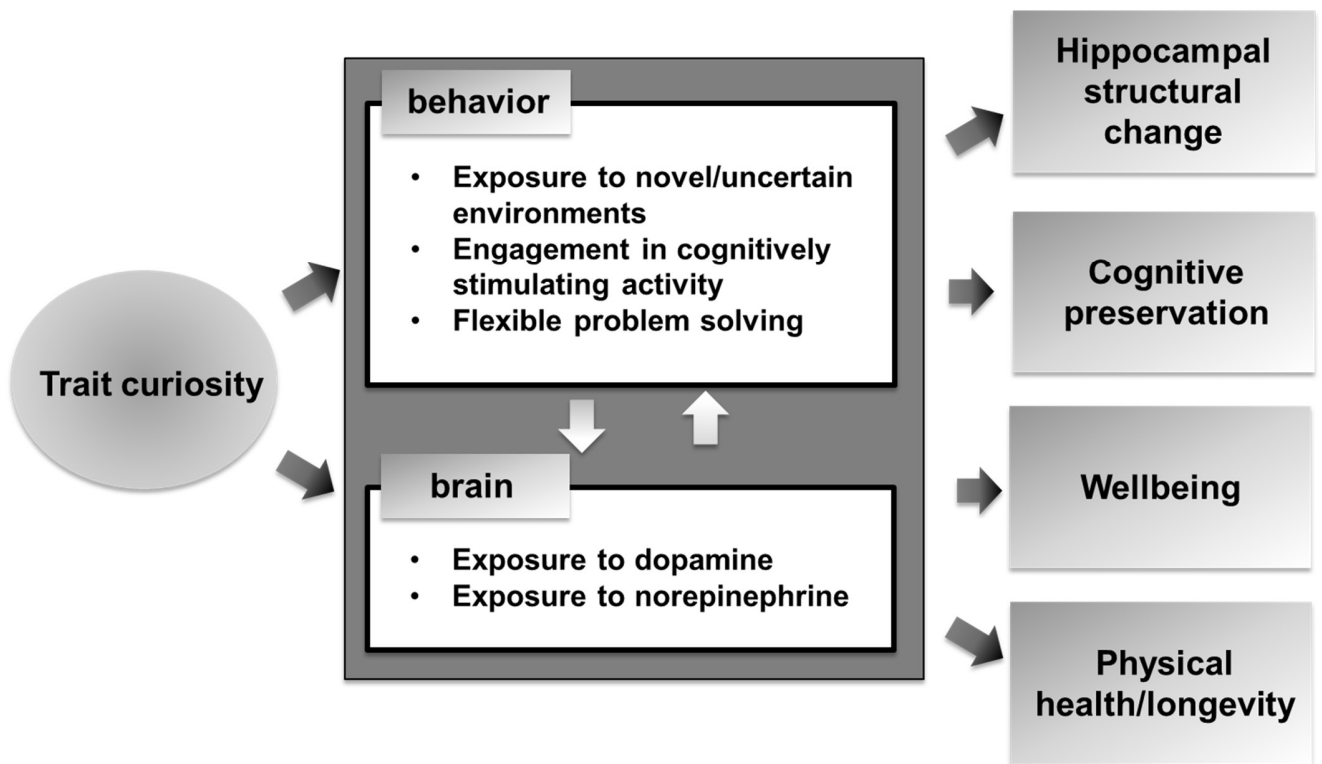 Trait curiosity
behavior
• Exposure to novel/uncertain
environments
• Engagement in cognitively
stimulating activity
• Flexible problem solving
brain
• Exposure to dopamine
• Exposure to norepinephrine
Hippocampal
structural
change
Cognitive
preservation
Wellbeing
Physical
health/longevity